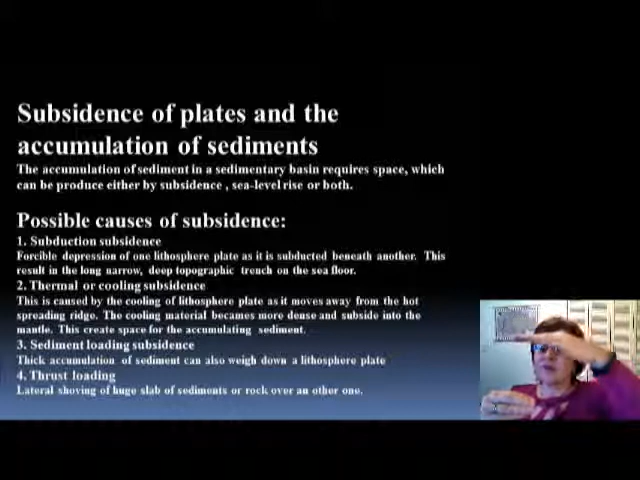 Subsidence of plates and the
accumulation of sediments
The accumulation of sediment in a sedimentary basin requires space, which
can be produce either by subsidence , sea-level rise or both.
Possible causes of subsidence:
1. Subduction subsidence
Forcible depression of one lithosphere plate as it is subducted beneath another. This
result in the long narrow, deep topographic trench on the sea floor.
2. Thermal or cooling subsidence
This is caused by the cooling of lithosphere plate as it moves away from the hot
spreading ridge. The cooling material becames more dense and subside into the
mantle. This create space for the accumulating sediment.
3. Sediment loading subsidence
Thick accumulation of sediment can also weigh down a lithosphere plate
4. Thrust loading
Lateral shoving of huge slab of sediments or rock over an other one.